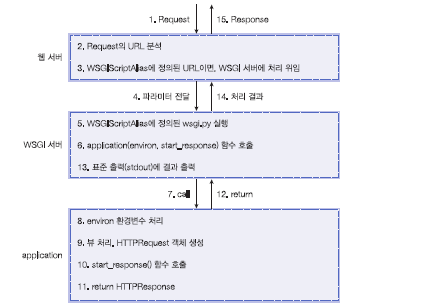 1. Request
15. Response
웹 서버
2. Request의 URL 분석
3. WSGIScriptAlias에 정의된 URL이면, WSGI 서버에 처리 위임
4. 파라미터 전달
14. 처리 결과
WSGI 서버
5. WSGIScriptAlias에 정의된 wsgi.py 실행
6. application(environ, start_response) 함수 호출
13. 표준 출력(stdout)에 결과 출력
7. call
12. return
application
8. environ 환경변수 처리
9. 뷰 처리, HTTPRequest 객체 생성
10. start_response() 함수 호출
11. return HTTPResponse